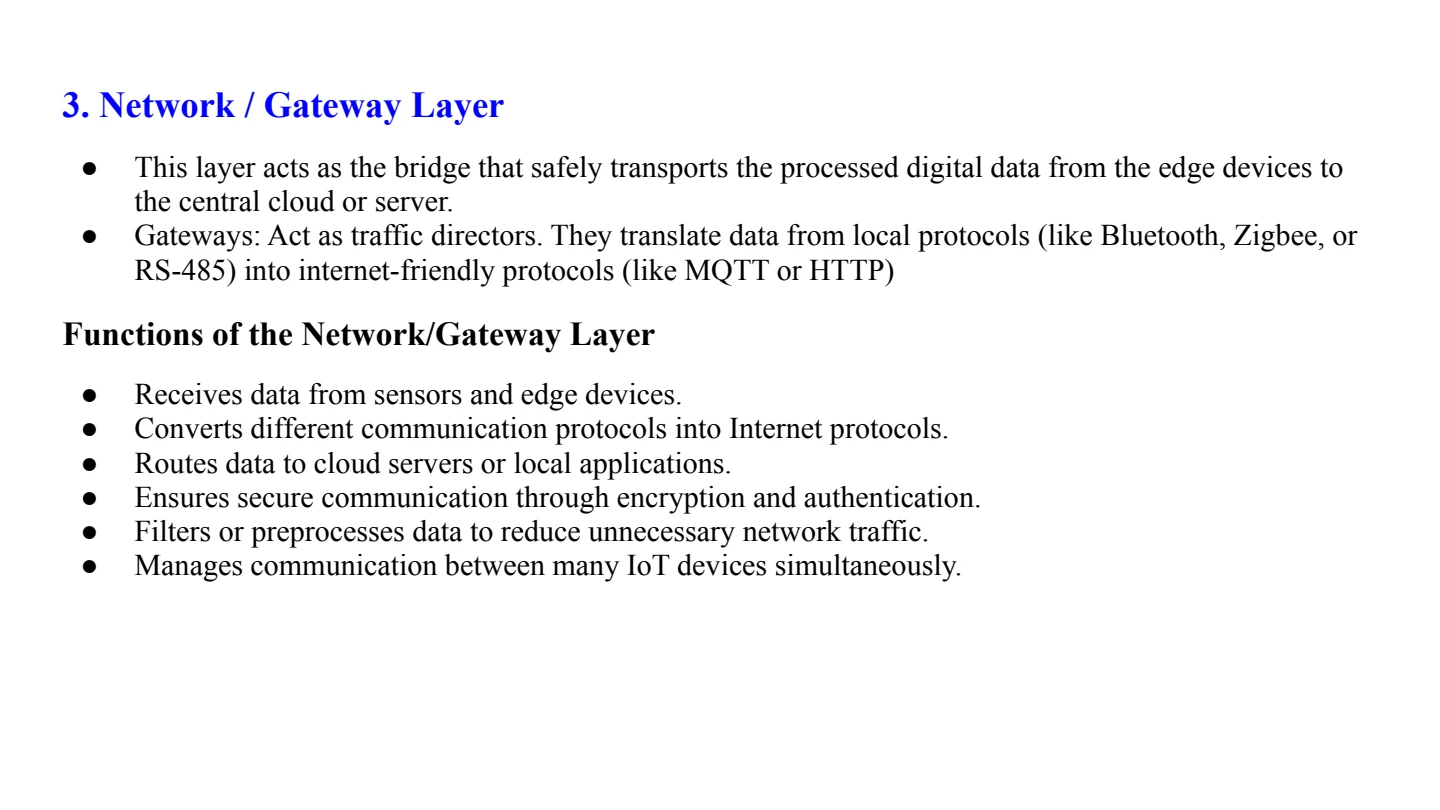 3. Network / Gateway Layer
● This layer acts as the bridge that safely transports the processed digital data from the edge devices to
the central cloud or server.
● Gateways: Act as traffic directors. They translate data from local protocols (like Bluetooth, Zigbee, or
RS-485) into internet-friendly protocols (like MQTT or HTTP)
Functions of the Network/Gateway Layer
● Receives data from sensors and edge devices.
● Converts different communication protocols into Internet protocols.
● Routes data to cloud servers or local applications.
● Ensures secure communication through encryption and authentication.
● Filters or preprocesses data to reduce unnecessary network traffic.
● Manages communication between many IoT devices simultaneously.